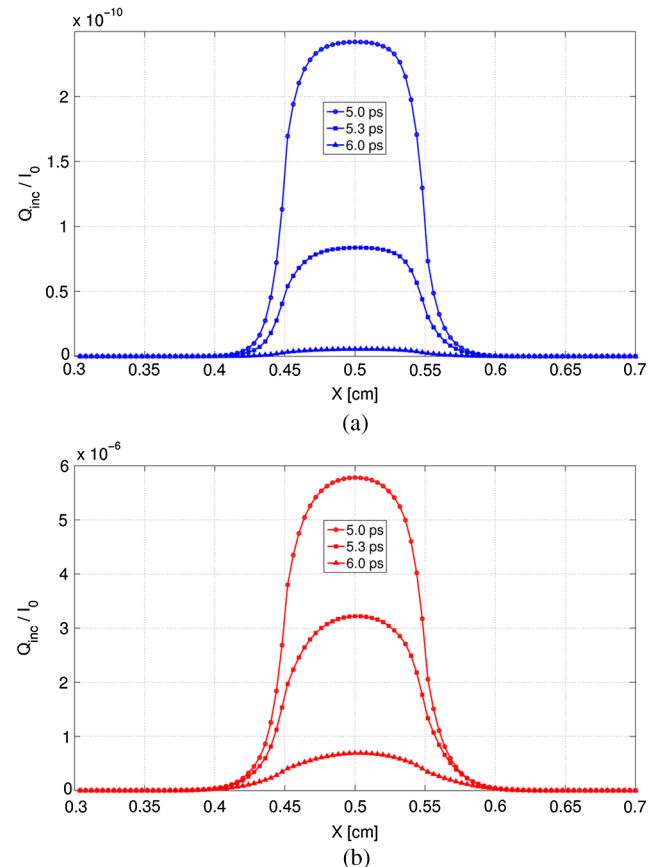 x 10⁻¹⁰
2
1.5
1
0.5
0
Q_inc / I_0
5.0 ps
5.3 ps
6.0 ps
0.3 0.35 0.4 0.45 0.5 0.55 0.6 0.65 0.7
X [cm]
(a)
x 10⁻⁶
6
5
4
3
2
1
0
Q_inc / I_0
5.0 ps
5.3 ps
6.0 ps
0.3 0.35 0.4 0.45 0.5 0.55 0.6 0.65 0.7
X [cm]
(b)